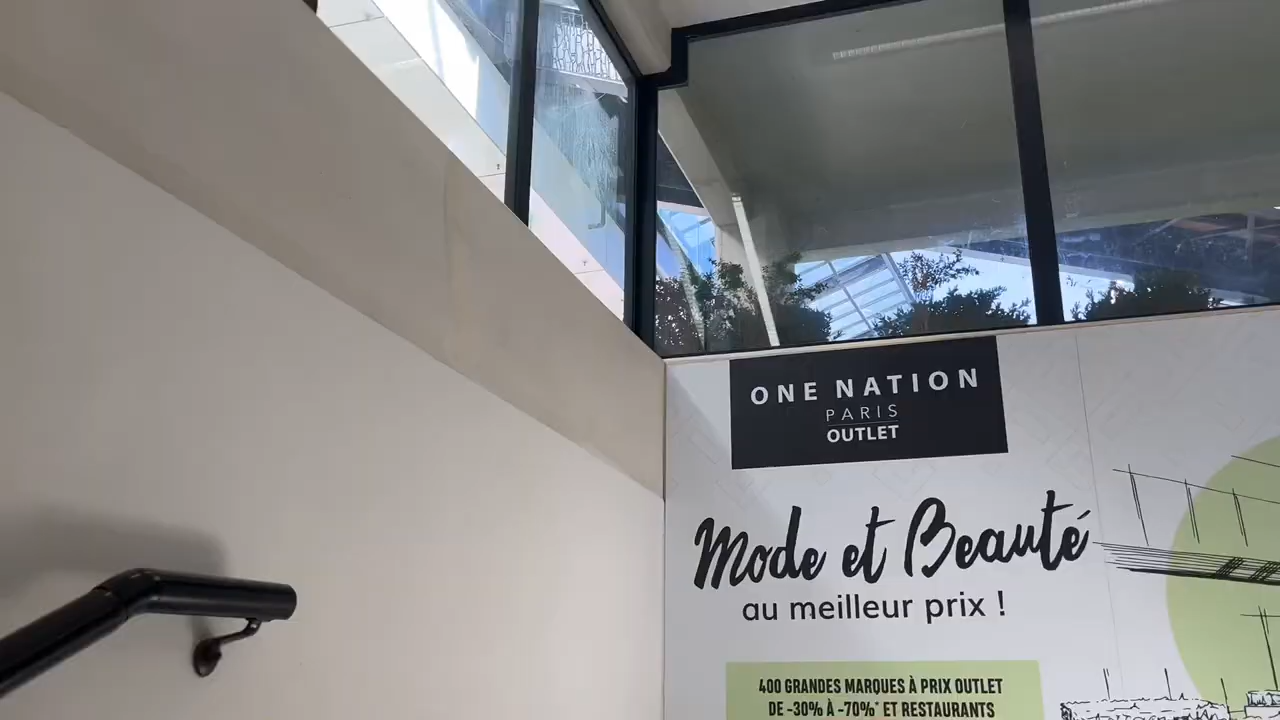 ONE NATION
PARIS
OUTLET
Mode et Beauté
au meilleur prix !
400 GRANDES MARQUES À PRIX OUTLET
DE -30% À -70%* ET RESTAURANTS